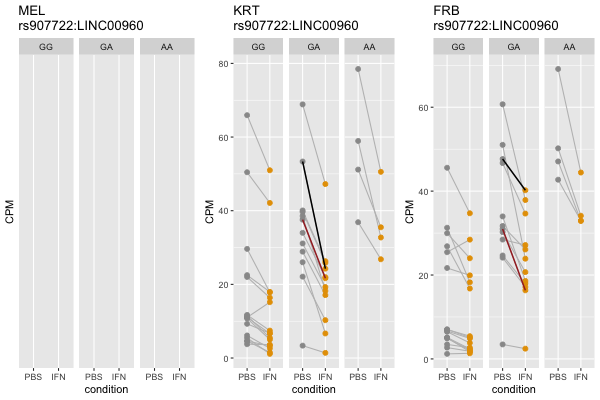 MEL
rs907722:LINC00960
GG GA AA
CPM
PBS IFN PBS IFN PBS IFN
condition
KRT
rs907722:LINC00960
GG GA AA
80
60
40
20
0
CPM
PBS IFN PBS IFN PBS IFN
condition
FRB
rs907722:LINC00960
GG GA AA
60
40
20
0
CPM
PBS IFN PBS IFN PBS IFN
condition